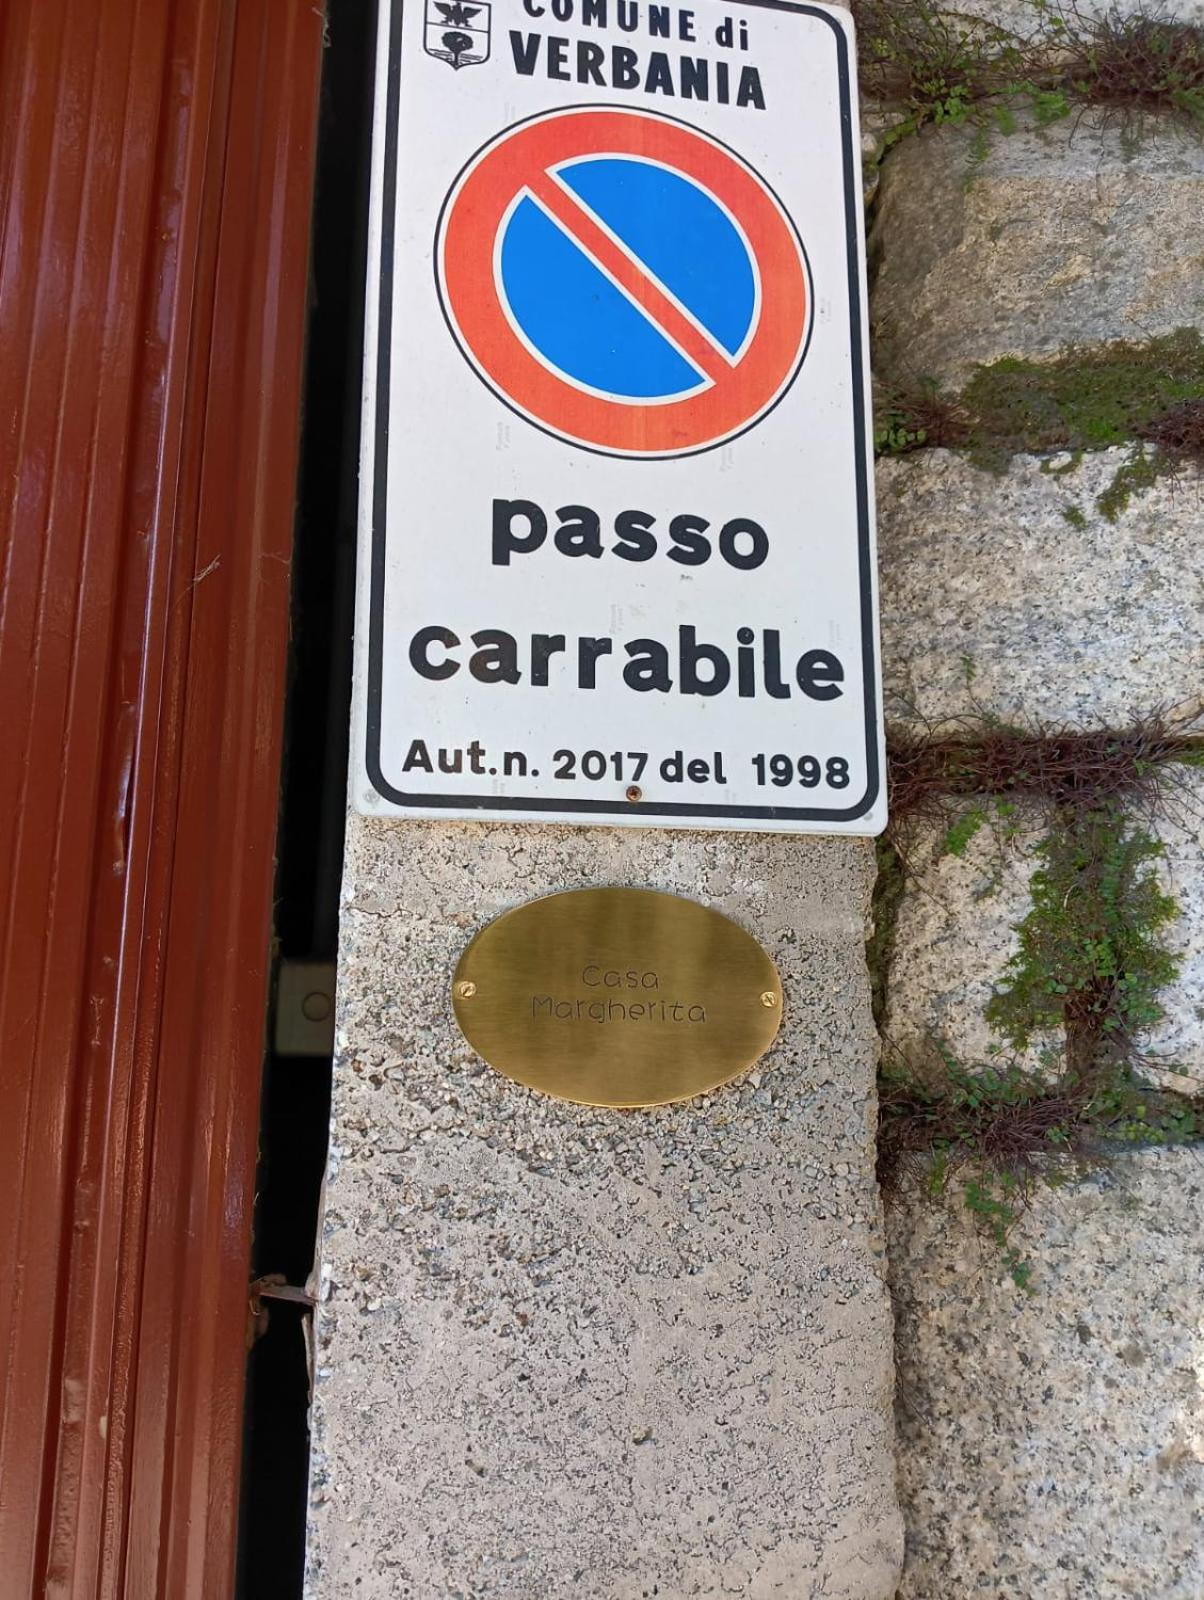 COMUNE di
VERBANIA
passo
carrabile
Aut.n. 2017 del 1998
Casa
Margherita